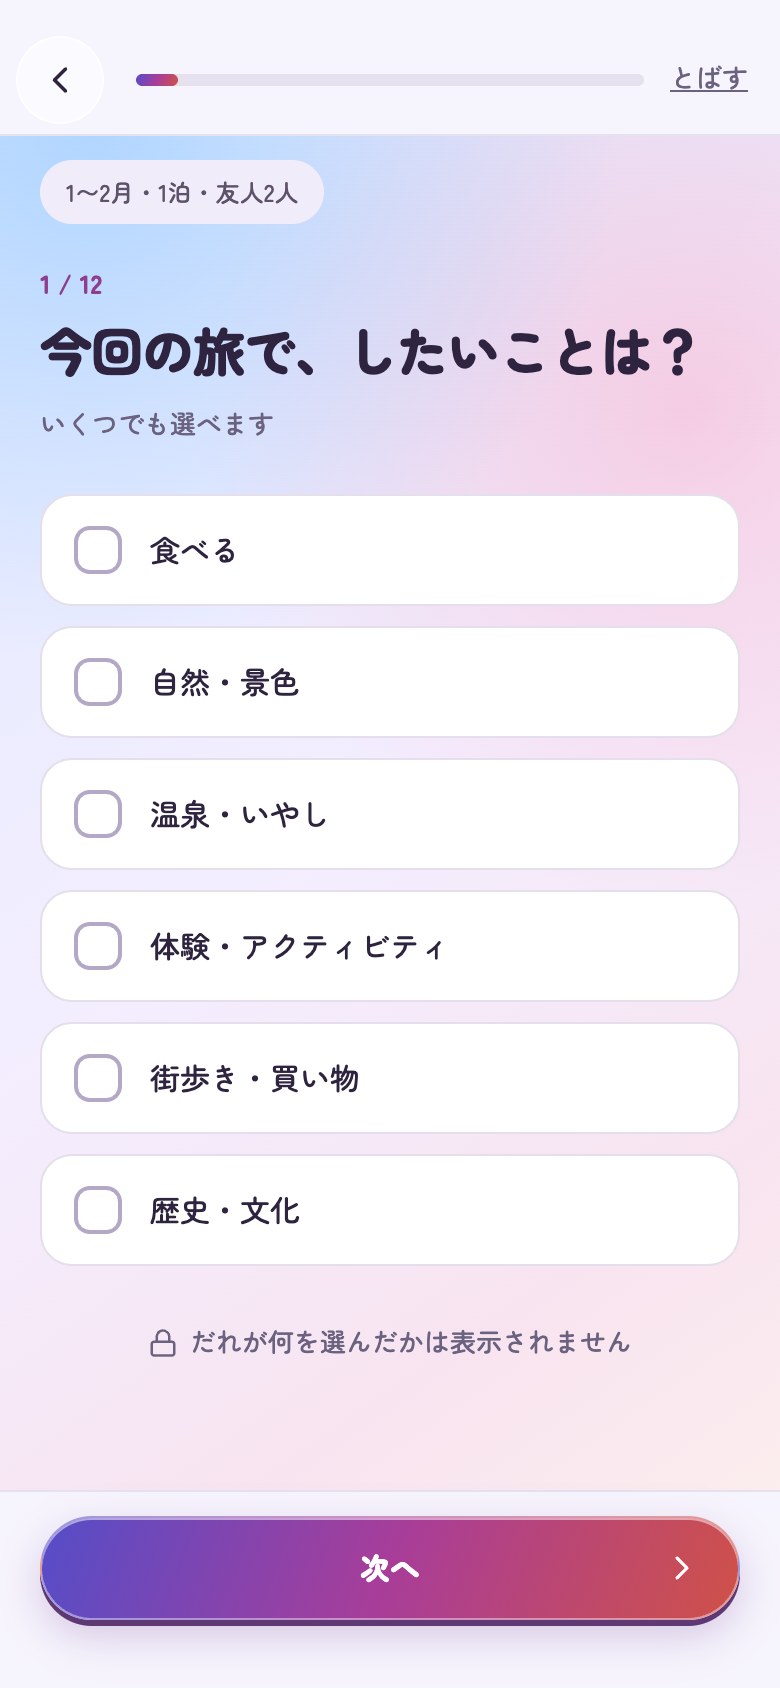 とばす
1〜2月・1泊・友人2人
1 / 12
今回の旅で、したいことは？
いくつでも選べます
食べる
自然・景色
温泉・いやし
体験・アクティビティ
街歩き・買い物
歴史・文化
だれが何を選んだかは表示されません
次へ